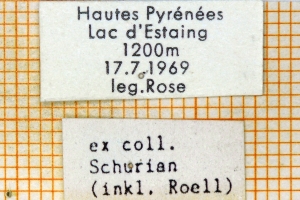 Hautes Pyrénées
Lac d'Estaing
1200m
17.7.1969
leg.Rose
ex coll.
Schurian
(inkl. Roell)